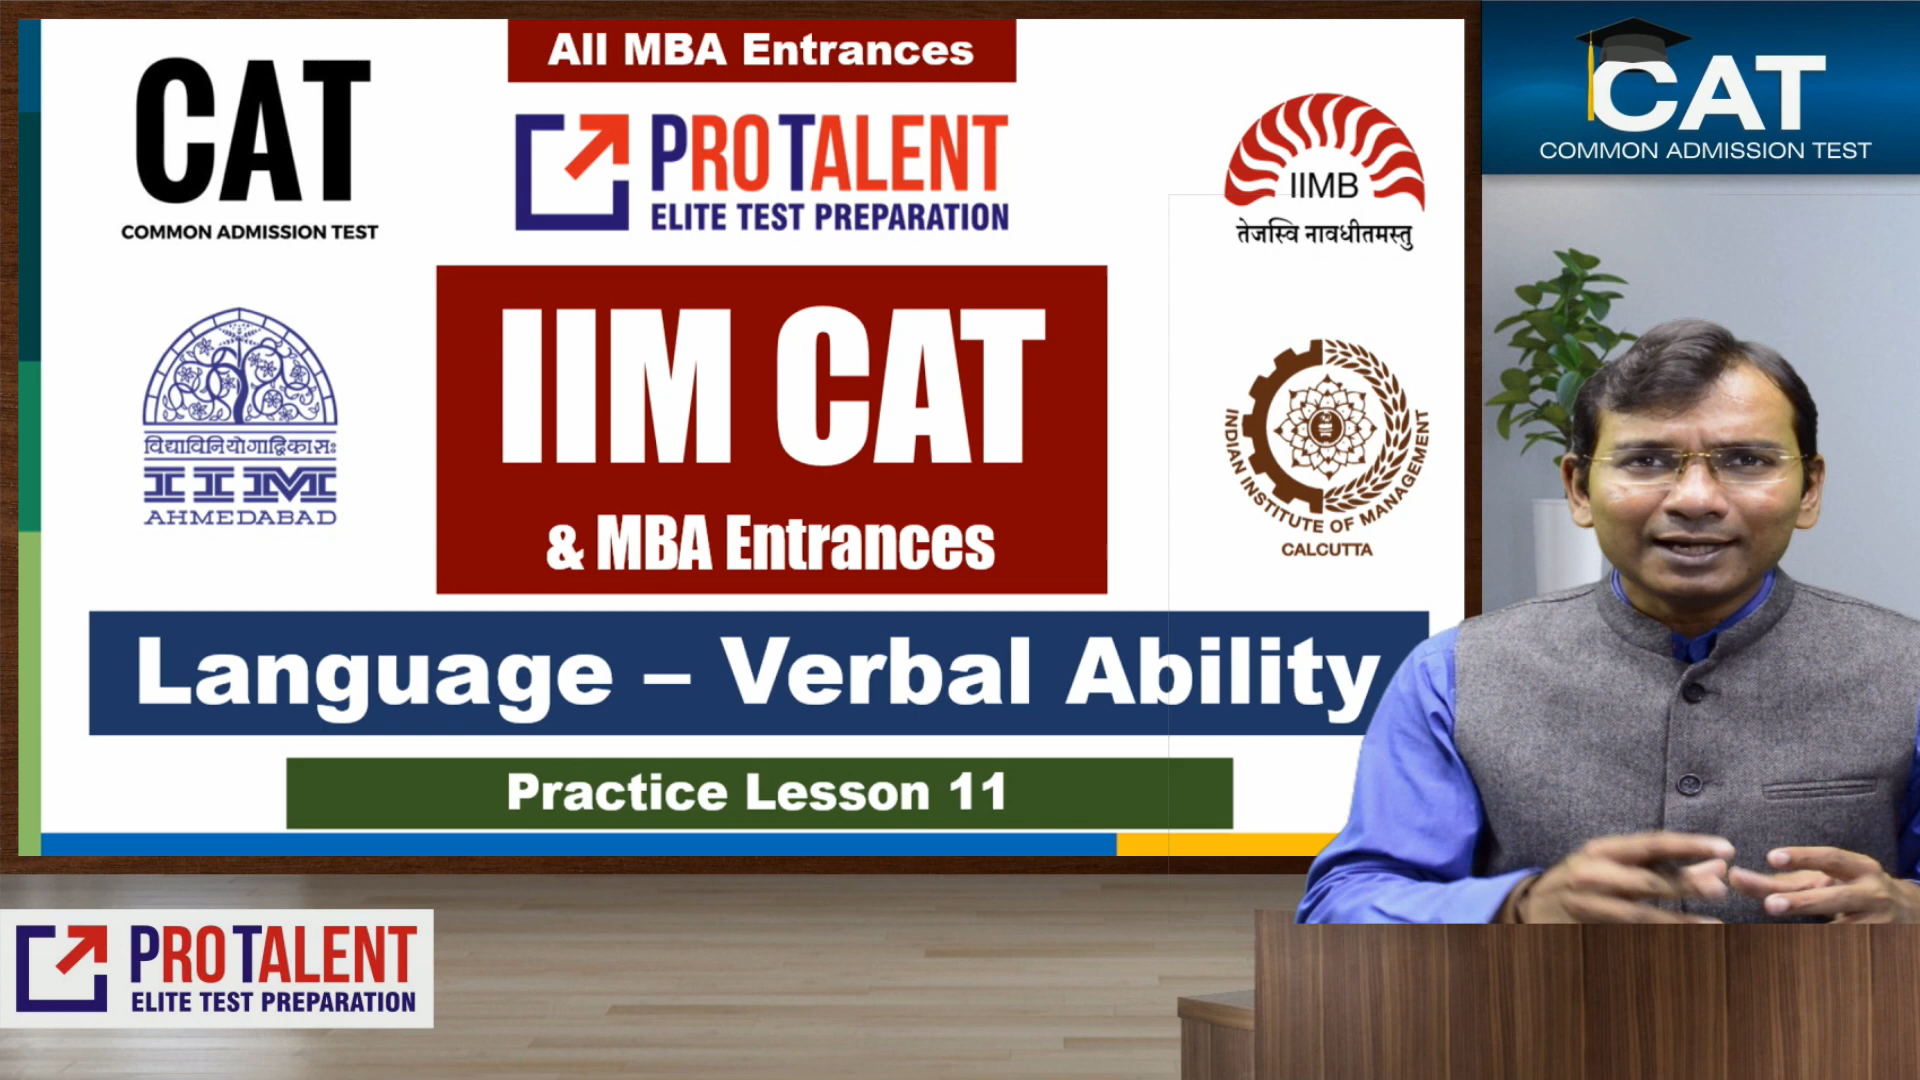 All MBA Entrances
CAT
COMMON ADMISSION TEST
PROTALENT
ELITE TEST PREPARATION
IIMB
तेजस्वि नावधीतमस्तु
CAT
COMMON ADMISSION TEST
विद्याविनियोगाद्विकासः
IIM
AHMEDABAD
IIM CAT
& MBA Entrances
INDIAN INSTITUTE OF MANAGEMENT
CALCUTTA
Language – Verbal Ability
Practice Lesson 11
PROTALENT
ELITE TEST PREPARATION